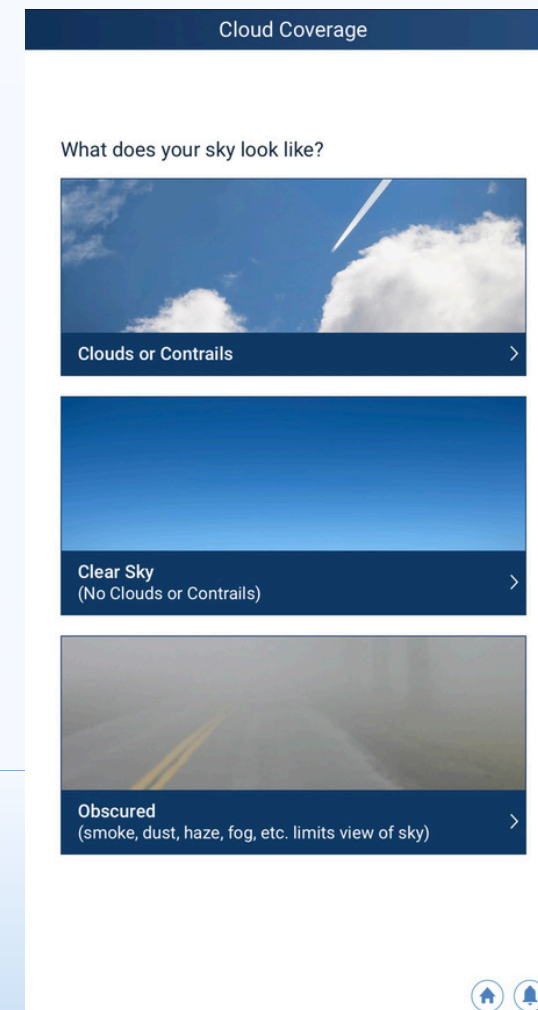 Cloud Coverage
What does your sky look like?
Clouds or Contrails
Clear Sky
(No Clouds or Contrails)
Obscured
(smoke, dust, haze, fog, etc. limits view of sky)